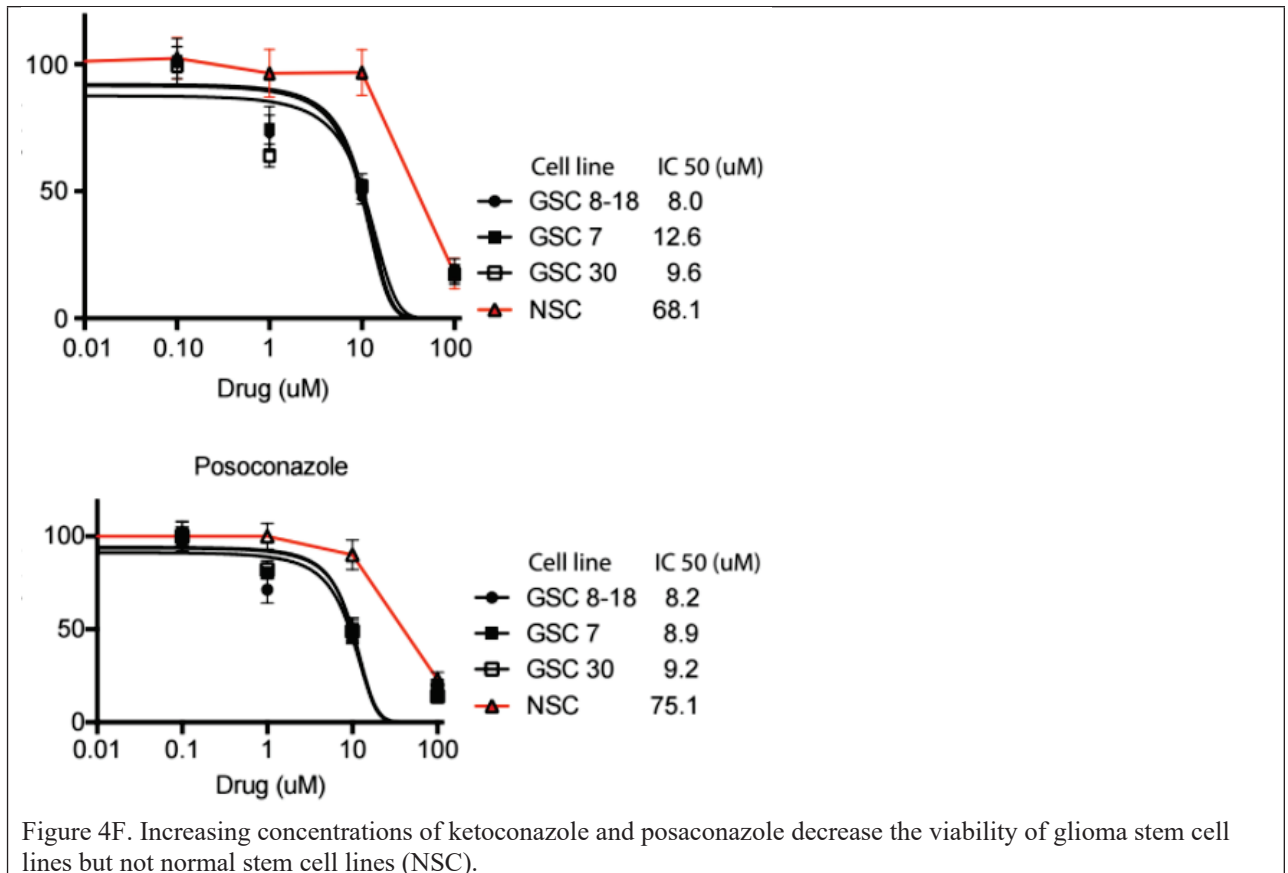 100
50
0
0.01 0.10 1 10 100
Drug (uM)
Cell line IC 50 (uM)
GSC 8-18 8.0
GSC 7 12.6
GSC 30 9.6
NSC 68.1
Posoconazole
100
50
0
0.01 0.1 1 10 100
Drug (uM)
Cell line IC 50 (uM)
GSC 8-18 8.2
GSC 7 8.9
GSC 30 9.2
NSC 75.1
Figure 4F. Increasing concentrations of ketoconazole and posaconazole decrease the viability of glioma stem cell
lines but not normal stem cell lines (NSC).